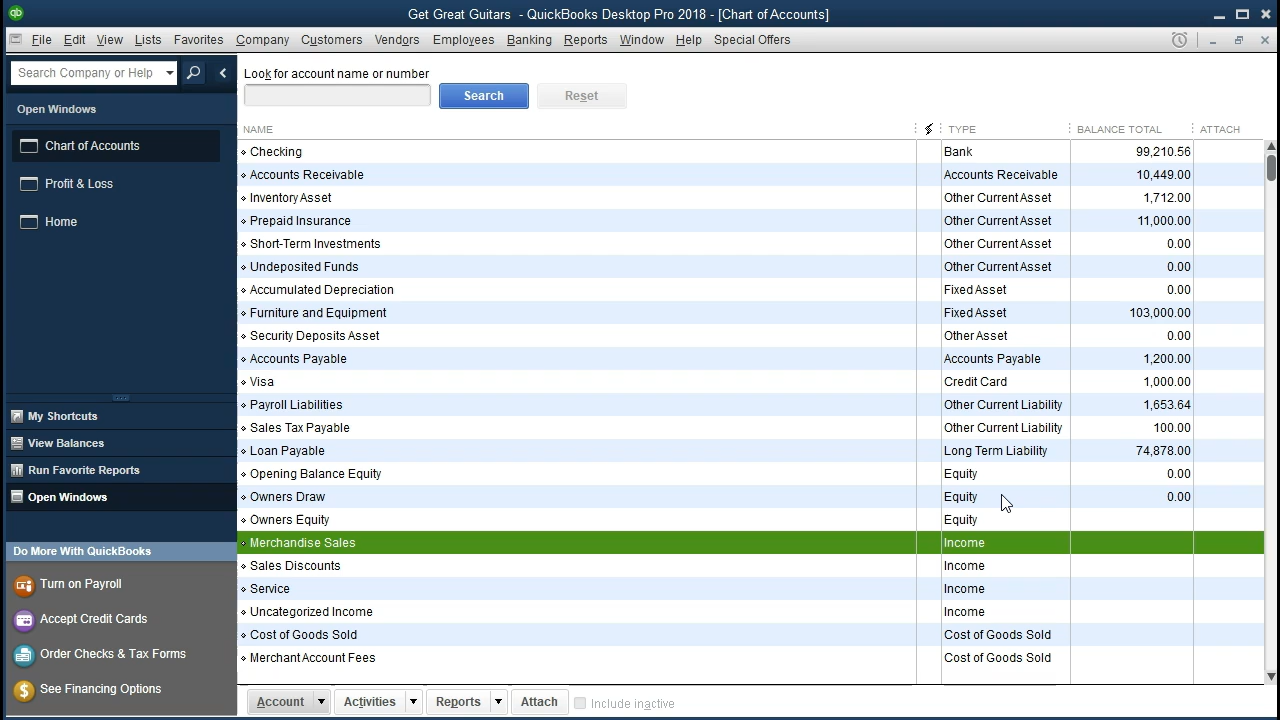 Get Great Guitars - QuickBooks Desktop Pro 2018 - [Chart of Accounts]
File Edit View Lists Favorites Company Customers Vendors Employees Banking Reports Window Help Special Offers
Search Company or Help
Look for account name or number
Search Reset
Open Windows
Chart of Accounts
Profit & Loss
Home
My Shortcuts
View Balances
Run Favorite Reports
Open Windows
Do More With QuickBooks
Turn on Payroll
Accept Credit Cards
Order Checks & Tax Forms
See Financing Options
NAME TYPE BALANCE TOTAL ATTACH
Checking Bank 99,210.56
Accounts Receivable Accounts Receivable 10,449.00
Inventory Asset Other Current Asset 1,712.00
Prepaid Insurance Other Current Asset 11,000.00
Short-Term Investments Other Current Asset 0.00
Undeposited Funds Other Current Asset 0.00
Accumulated Depreciation Fixed Asset 0.00
Furniture and Equipment Fixed Asset 103,000.00
Security Deposits Asset Other Asset 0.00
Accounts Payable Accounts Payable 1,200.00
Visa Credit Card 1,000.00
Payroll Liabilities Other Current Liability 1,653.64
Sales Tax Payable Other Current Liability 100.00
Loan Payable Long Term Liability 74,878.00
Opening Balance Equity Equity 0.00
Owners Draw Equity 0.00
Owners Equity Equity
Merchandise Sales Income
Sales Discounts Income
Service Income
Uncategorized Income Income
Cost of Goods Sold Cost of Goods Sold
Merchant Account Fees Cost of Goods Sold
Account Activities Reports Attach Include inactive